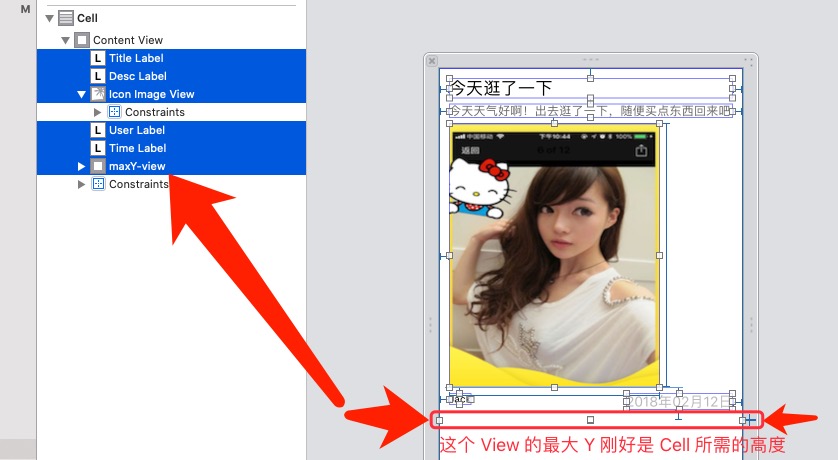 M
Cell
Content View
L Title Label
L Desc Label
Icon Image View
Constraints
L User Label
L Time Label
maxY-view
Constraints
今天逛了一下
今天天气好啊！出去逛了一下，随便买点东西回来吧
中国移动 下午10:44 100%
返回 6 of 12
Jack
2018年02月12日
这个 View 的最大 Y 刚好是 Cell 所需的高度